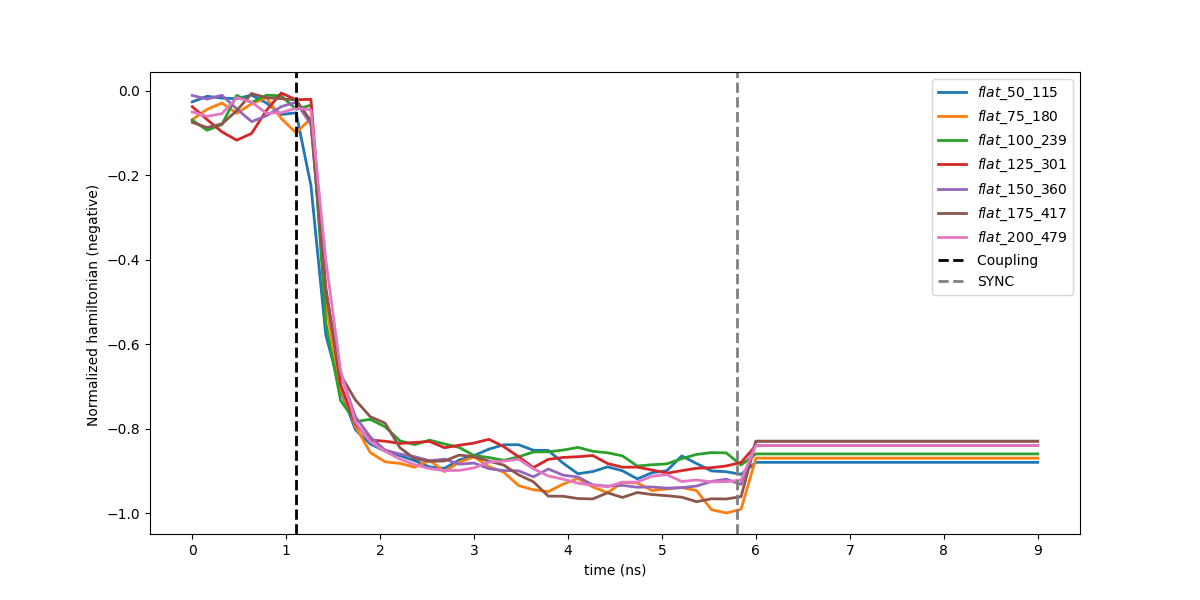 0.0
−0.2
−0.4
−0.6
−0.8
−1.0
Normalized hamiltonian (negative)
0 1 2 3 4 5 6 7 8 9
time (ns)
flat_50_115
flat_75_180
flat_100_239
flat_125_301
flat_150_360
flat_175_417
flat_200_479
Coupling
SYNC